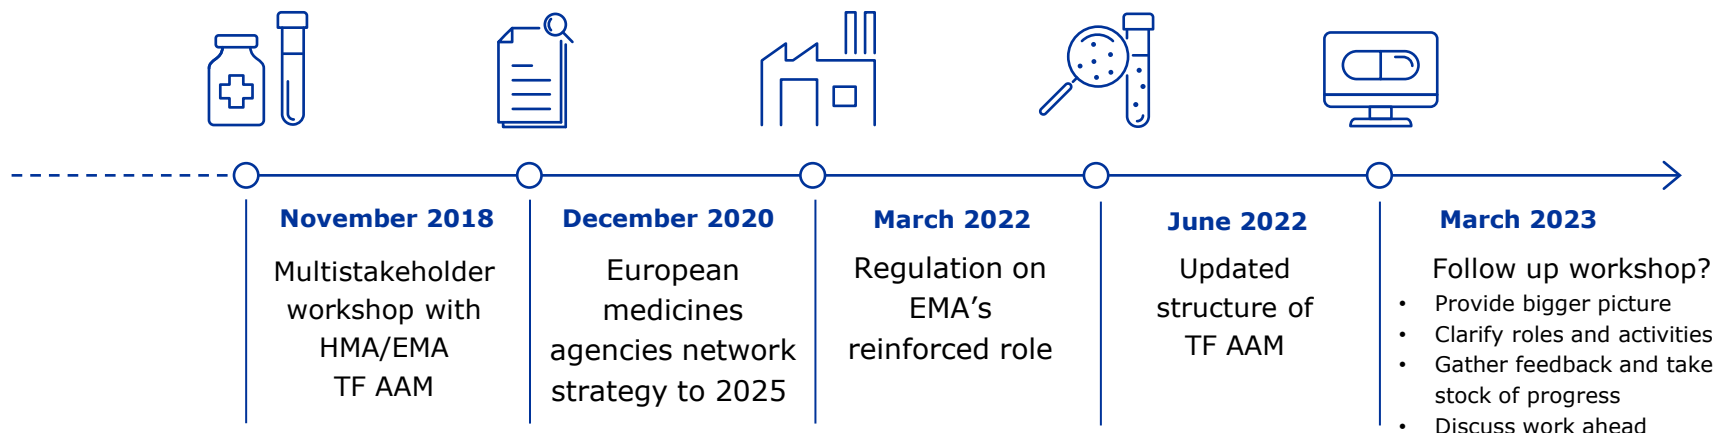 November 2018
Multistakeholder
workshop with
HMA/EMA
TF AAM
December 2020
European
medicines
agencies network
strategy to 2025
March 2022
Regulation on
EMA’s
reinforced role
June 2022
Updated
structure of
TF AAM
March 2023
Follow up workshop?
• Provide bigger picture
• Clarify roles and activities
• Gather feedback and take
stock of progress
• Discuss work ahead